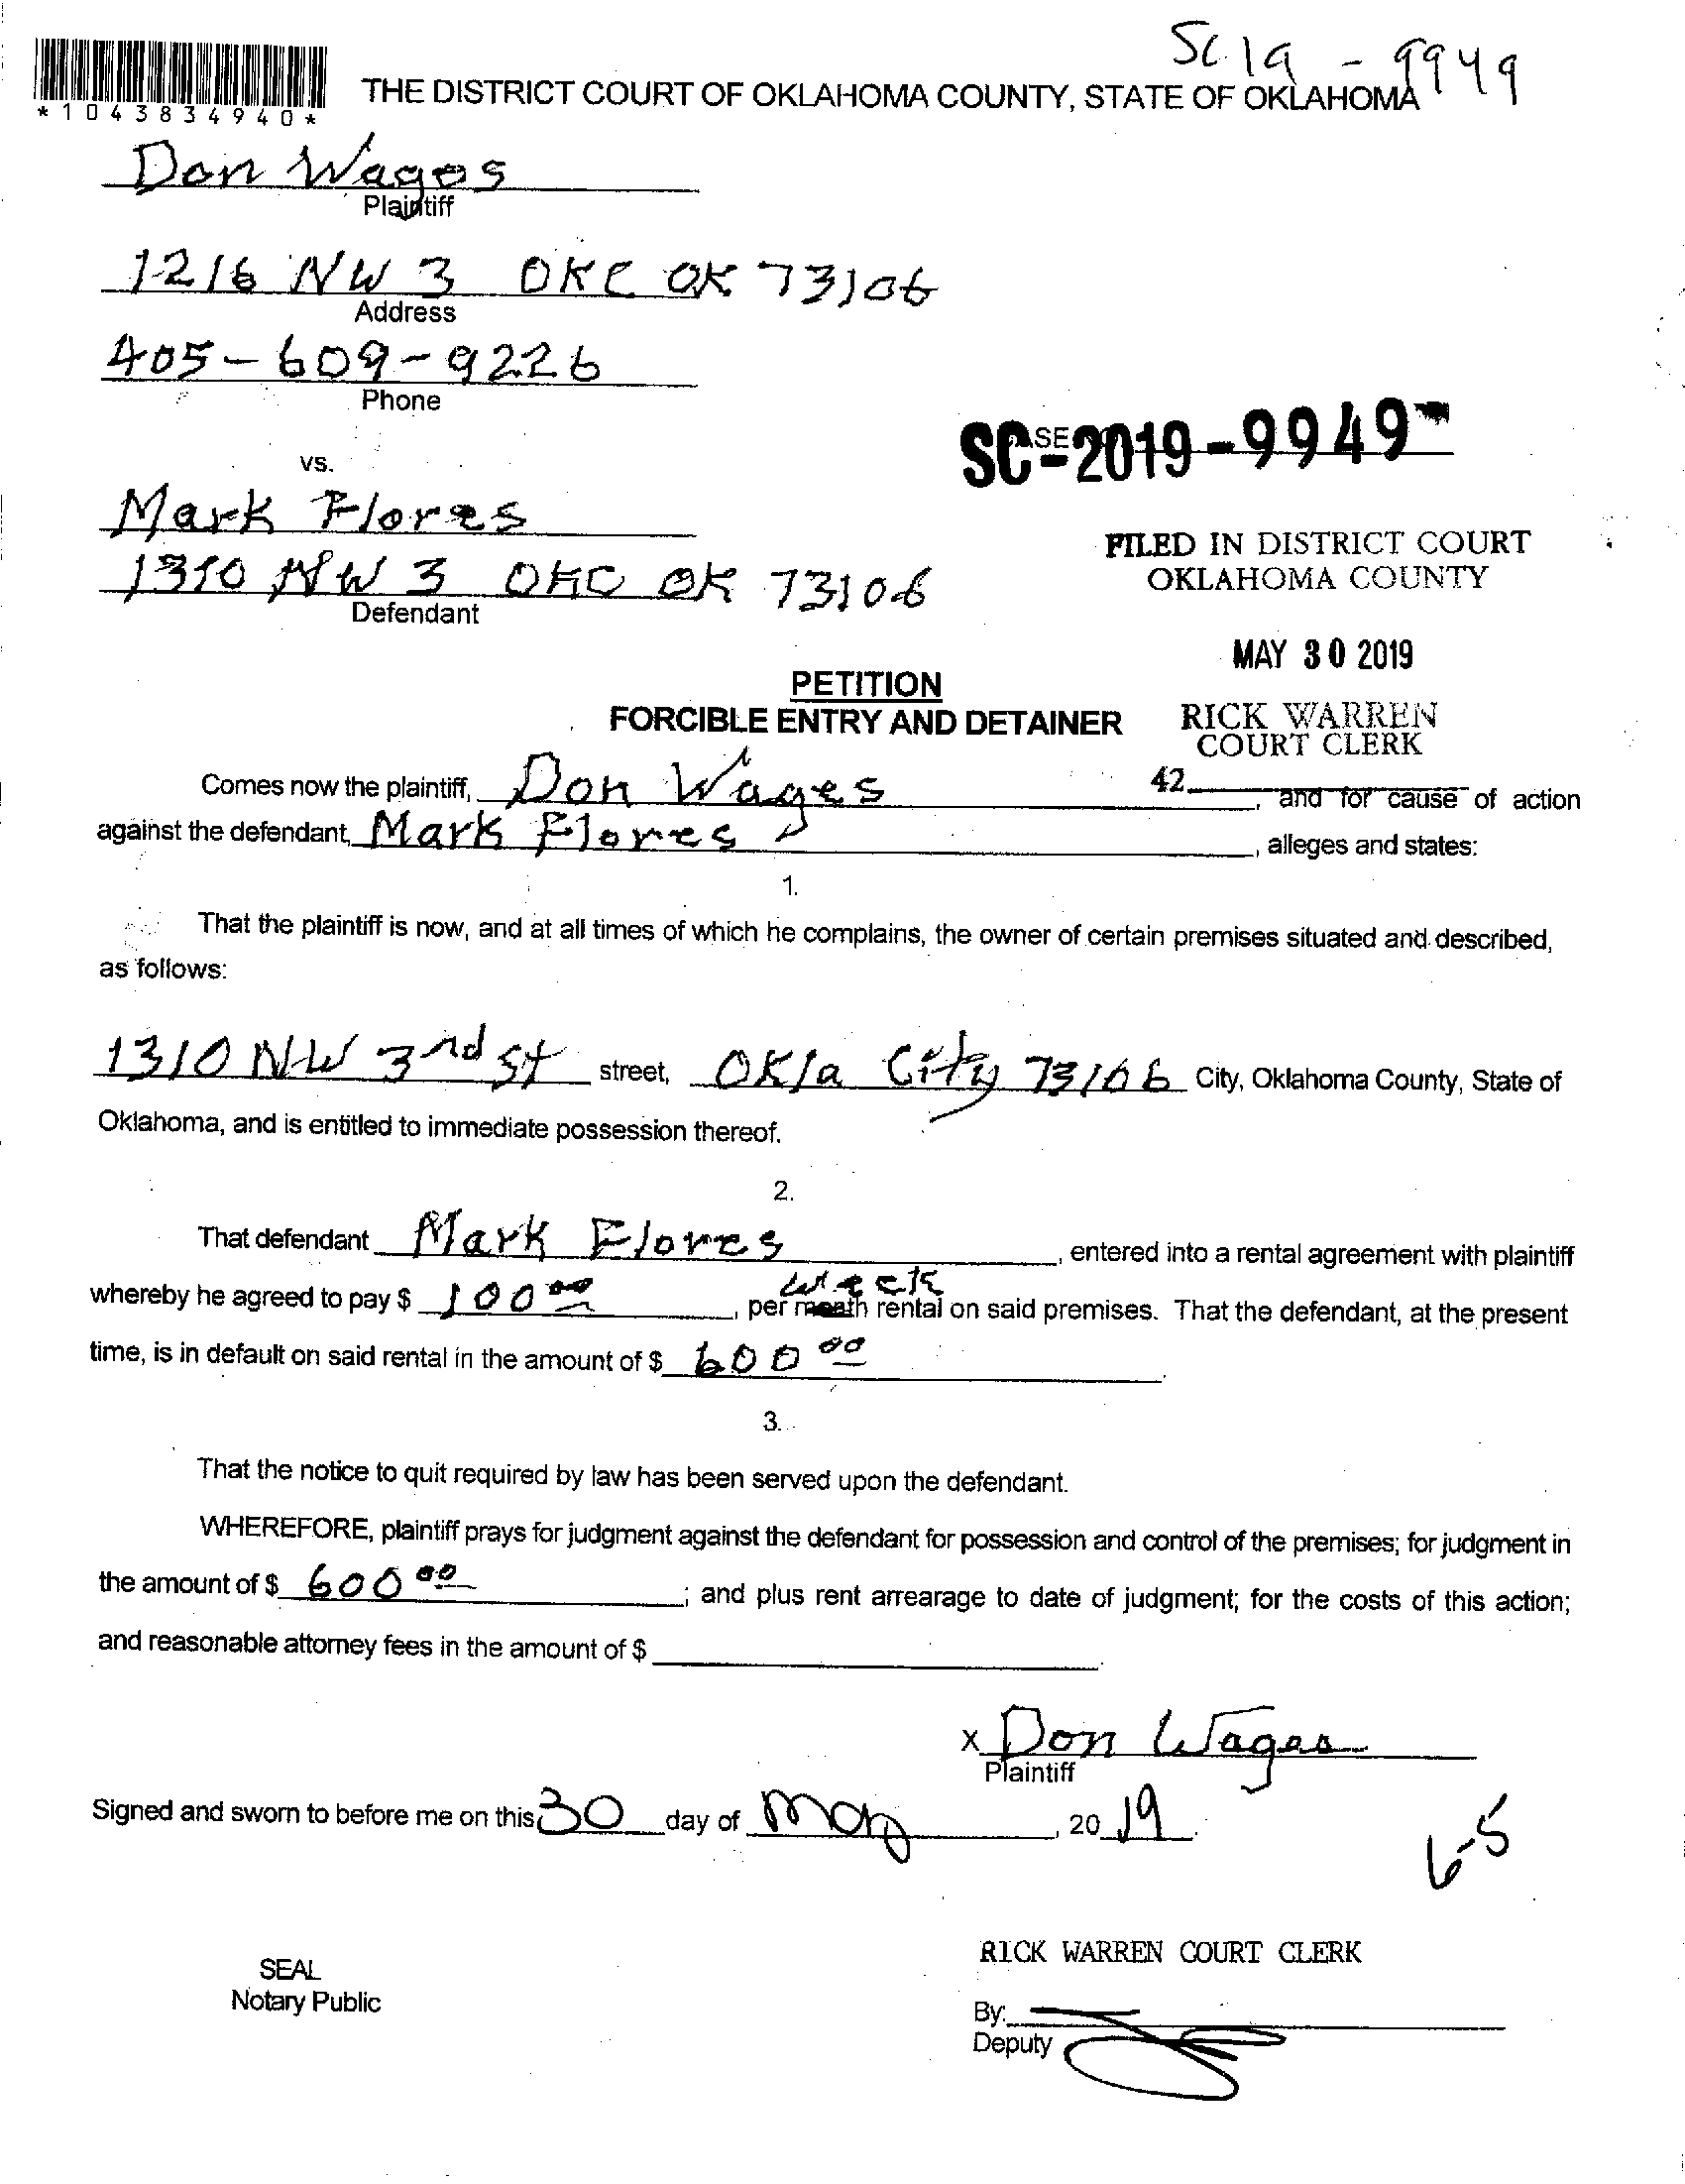 SC 19 - 9949
*1043834940*
THE DISTRICT COURT OF OKLAHOMA COUNTY, STATE OF OKLAHOMA
Don Wages
Plaintiff
1216 NW 3 OKC OK 73106
Address
405-609-9226
Phone
SC-2019-9949
vs.
Mark Flores
1310 NW 3 OKC OK 73106
Defendant
FILED IN DISTRICT COURT
OKLAHOMA COUNTY
MAY 30 2019
RICK WARREN
COURT CLERK
42
PETITION
FORCIBLE ENTRY AND DETAINER
Comes now the plaintiff, Don Wages, and for cause of action
against the defendant, Mark Flores, alleges and states:
1.
That the plaintiff is now, and at all times of which he complains, the owner of certain premises situated and described,
as follows:
1310 NW 3rd St street, Okla City 73106 City, Oklahoma County, State of
Oklahoma, and is entitled to immediate possession thereof.
2.
That defendant Mark Flores, entered into a rental agreement with plaintiff
whereby he agreed to pay $ 100 00, per month week rental on said premises. That the defendant, at the present
time, is in default on said rental in the amount of $ 600 00
3.
That the notice to quit required by law has been served upon the defendant.
WHEREFORE, plaintiff prays for judgment against the defendant for possession and control of the premises; for judgment in
the amount of $ 600 00; and plus rent arrearage to date of judgment; for the costs of this action;
and reasonable attorney fees in the amount of $
x Don Wages
Plaintiff
Signed and sworn to before me on this 30 day of May, 20 19.
6-5
RICK WARREN COURT CLERK
SEAL
Notary Public
By:
Deputy